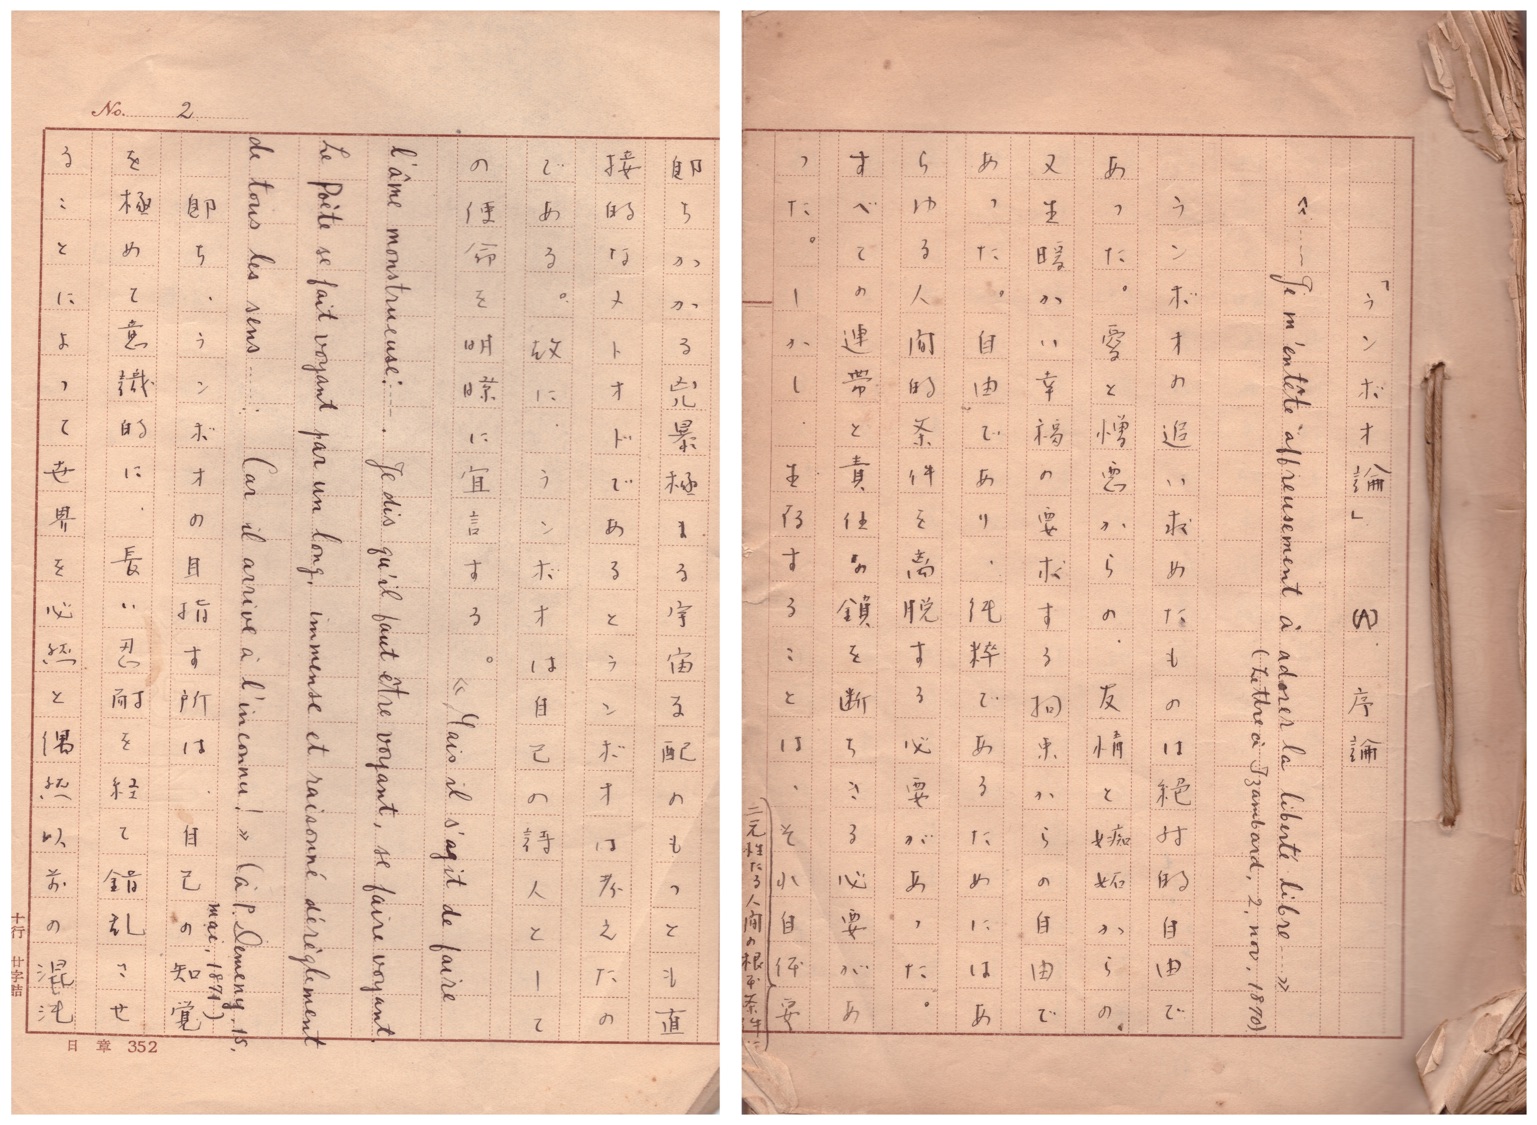 「ランボオ論」(A). 序論
《……Je m'entête affreusement à adorer la liberté libre……》
(Lettre à Izambard, 2, nov, 1870)
ランボオの追い求めたものは絶対的自由で
あった。愛と憎悪からの、友情と嫉妬からの、
又生暖かい幸福の要求する拘束からの自由で
あった。自由であり、純粋であるためにはあ
らゆる人間的条件を離脱する必要があった。
すべての連帯と責任の鎖を断ちきる必要があ
った。しかし、生存することは、それ自体
二元性たる人間の根本条件に
No. 2
即ちかかる兇暴極まる宇宙支配のもっとも直
接的なメトオドであるとランボオは考えたの
である。故に、ランボオは自己の詩人として
の使命を明瞭に宣言する。《Mais il s'agit de faire
l'âme monstrueuse:……. Je dis qu'il faut être voyant, se faire voyant.
Le Poète se fait voyant par un long, immense et raisonné dérèglement
de tous les sens……: Car il arrive à l'inconnu!》(à P. Demeny, 15,
mai, 1871)
即ち、ランボオの目指す所は、自己の知覚
を極めて意識的に、長い忍耐を経て錯乱させ
ることによって世界を必然と偶然以前の混沌
十行 廿字詰
日 章 352